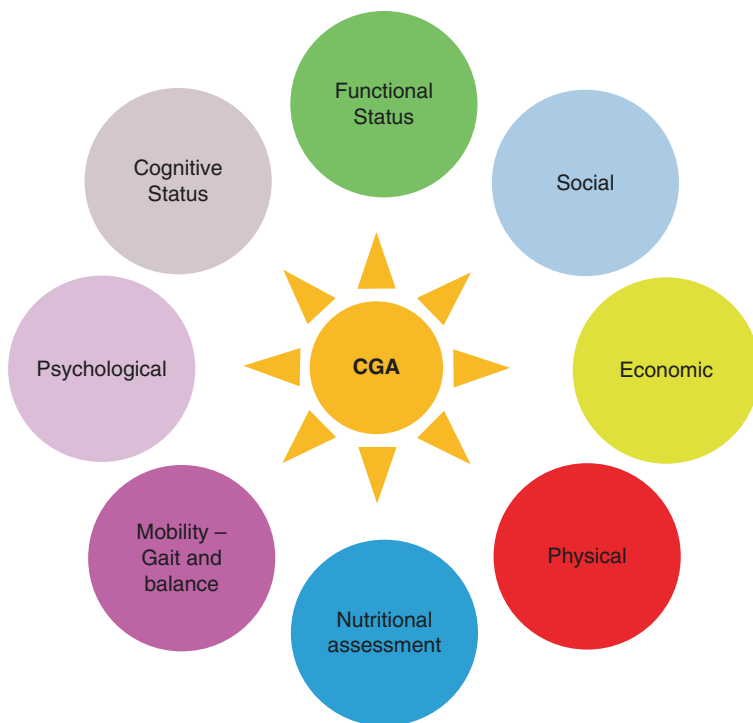 Functional
Status
Cognitive
Status
Social
Psychological
CGA
Economic
Mobility –
Gait and
balance
Physical
Nutritional
assessment